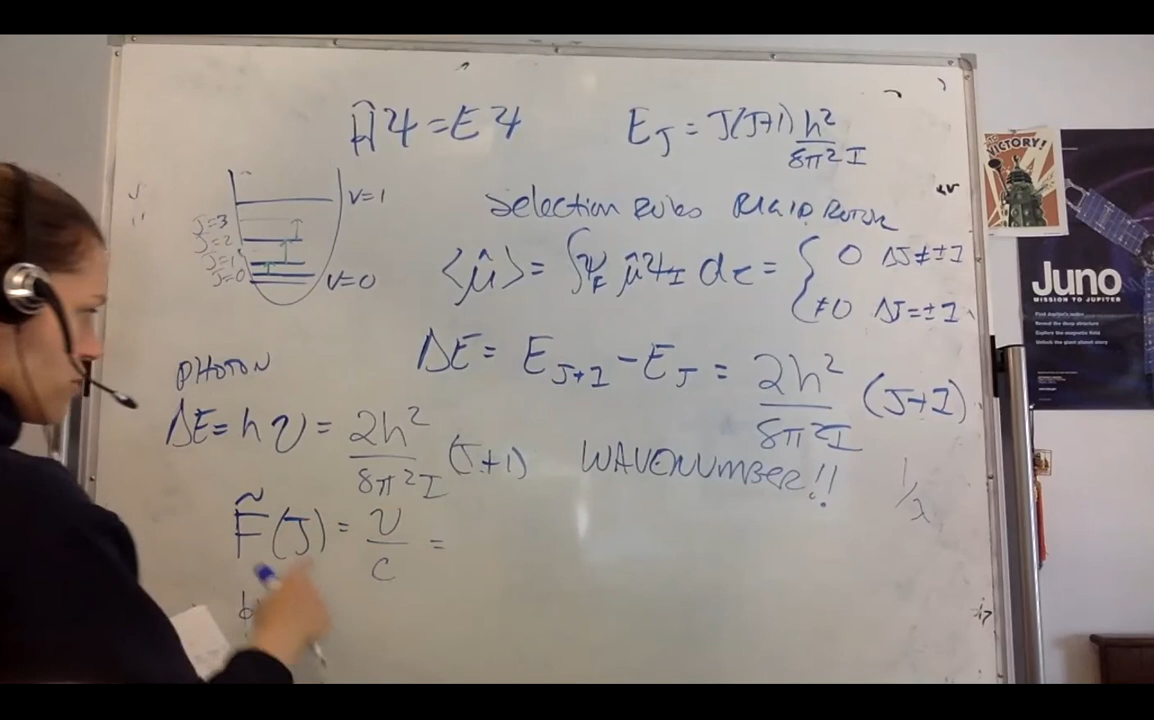 ĤΨ = EΨ
E_J = J(J+1) h²/8π²I
V=1
J=3
J=2
J=1
J=0
V=0
Selection Rules RIGID ROTOR
<μ̂> = ∫Ψ_F μ̂ Ψ_I dτ = { 0 ΔJ≠±1
≠0 ΔJ=±1
ΔE = E_{J+1} − E_J = 2h²/8π²I (J+1)
PHOTON
ΔE = hν = 2h²/8π²I (J+1)
WAVENUMBER!!
1/λ
F̃(J) = ν/c =
VICTORY!
Juno
MISSION TO JUPITER